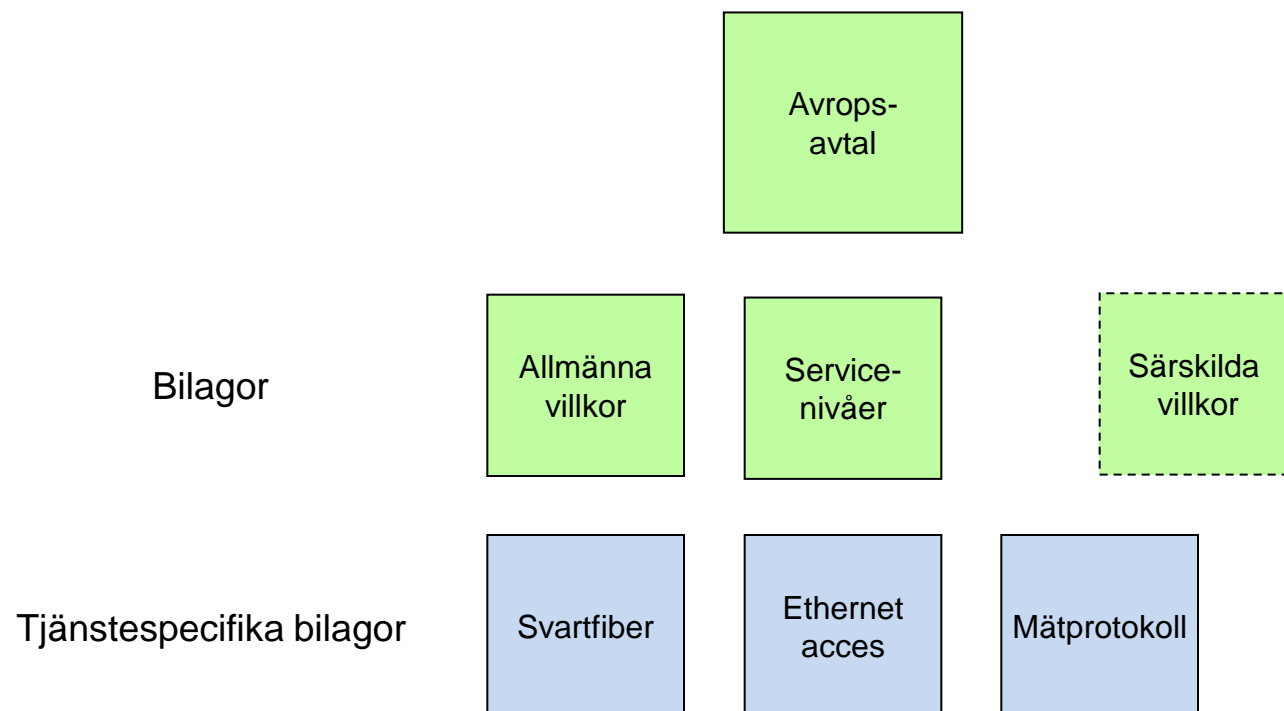 Avrops-
avtal
Bilagor
Allmänna
villkor
Service-
nivåer
Särskilda
villkor
Tjänstespecifika bilagor
Svartfiber
Ethernet
acces
Mätprotokoll